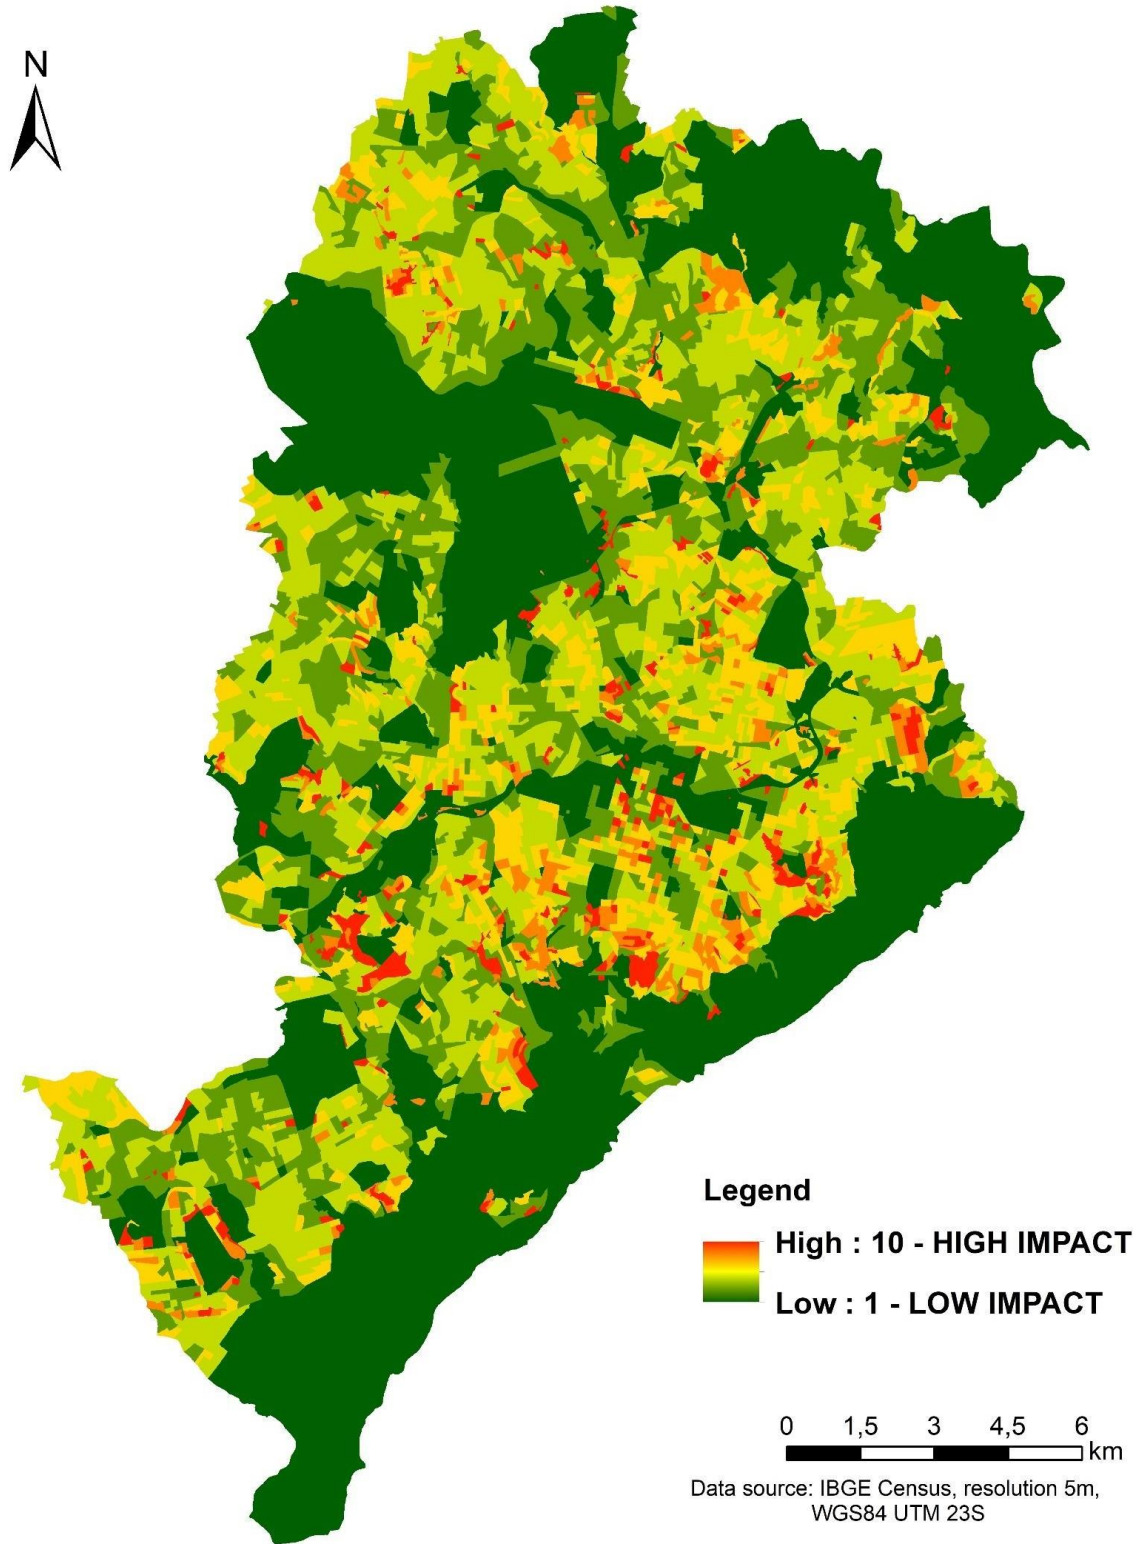 N
Legend
High : 10 - HIGH IMPACT
Low : 1 - LOW IMPACT
0 1,5 3 4,5 6
km
Data source: IBGE Census, resolution 5m,
WGS84 UTM 23S